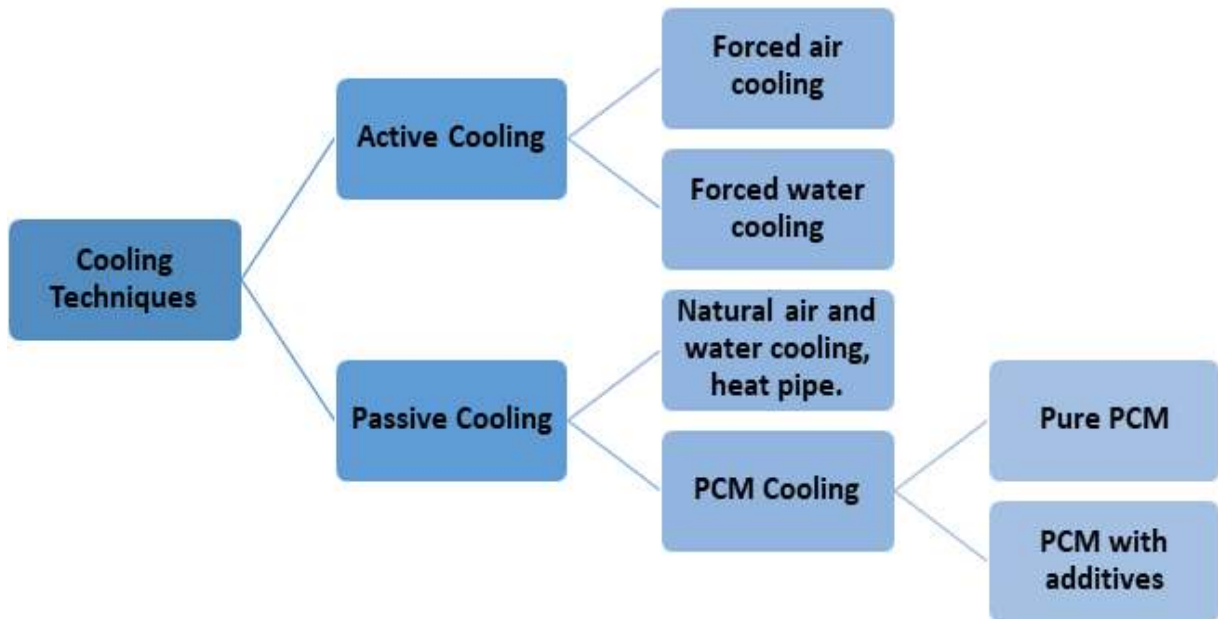 Cooling
Techniques
Active Cooling
Forced air
cooling
Forced water
cooling
Passive Cooling
Natural air and
water cooling,
heat pipe.
PCM Cooling
Pure PCM
PCM with
additives